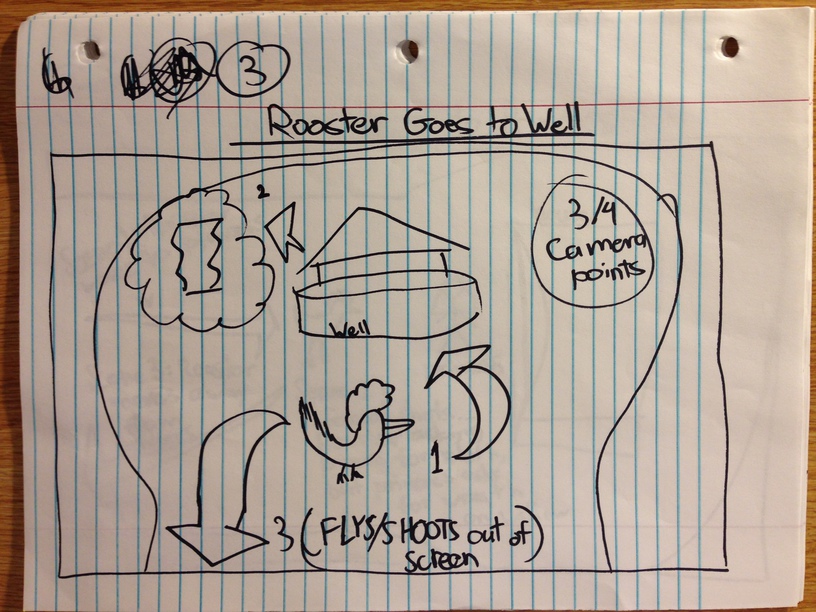 3
Rooster Goes to Well
2
3/4
Camera
points
Well
1
3 (FLYS/SHOOTS out of
screen)